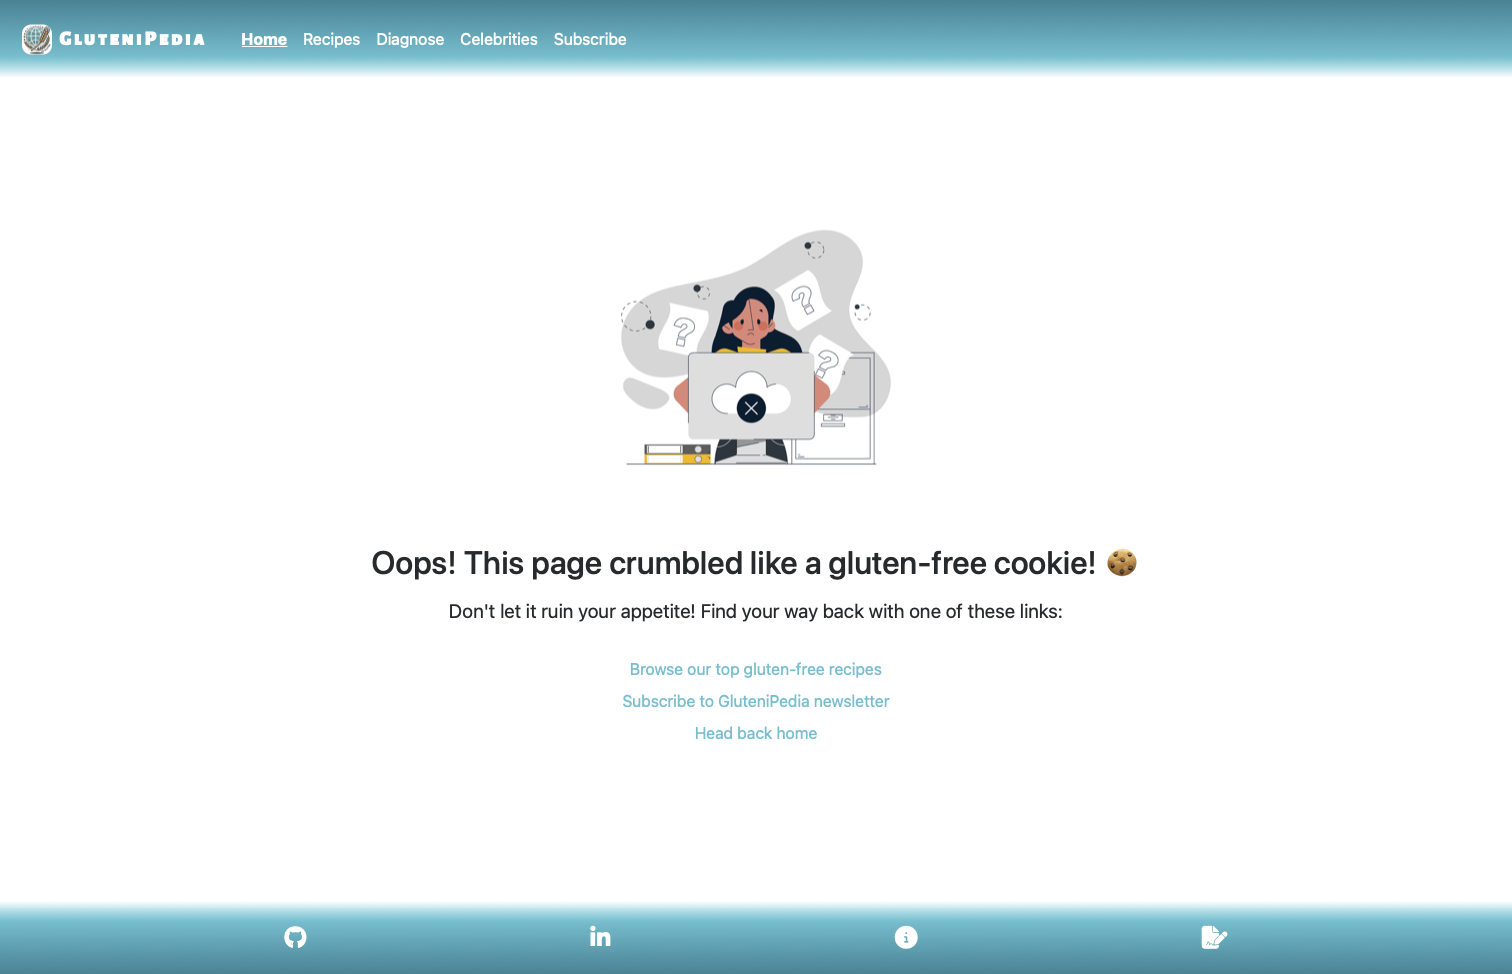 GluteniPedia Home Recipes Diagnose Celebrities Subscribe
?
?
?
Oops! This page crumbled like a gluten-free cookie! 🍪
Don't let it ruin your appetite! Find your way back with one of these links:
Browse our top gluten-free recipes
Subscribe to GluteniPedia newsletter
Head back home
in
i